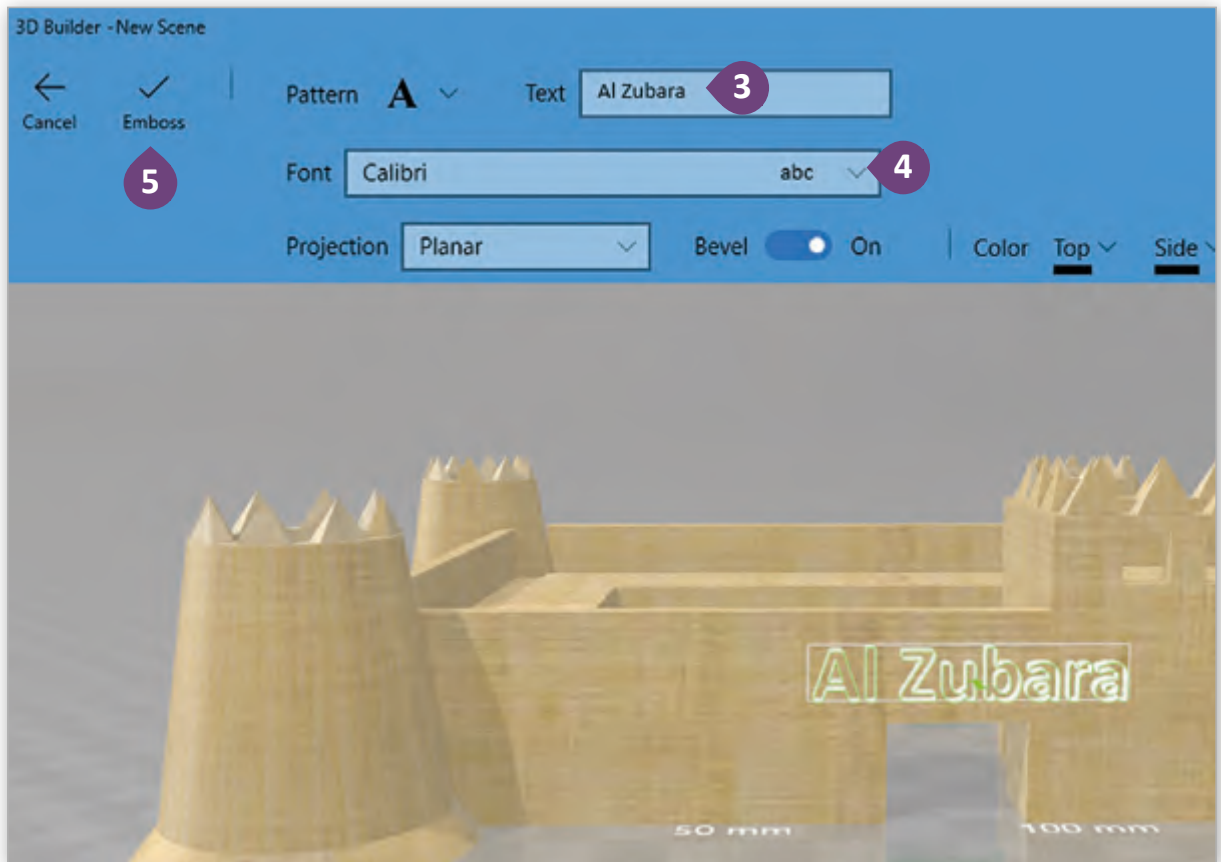 3D Builder - New Scene
Cancel
Emboss
5
Pattern A Text Al Zubara 3
Font Calibri abc 4
Projection Planar Bevel On Color Top Side
Al Zubara
50 mm 100 mm